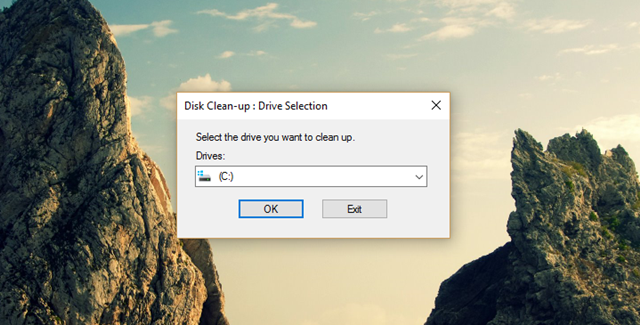 Disk Clean-up : Drive Selection
Select the drive you want to clean up.
Drives:
(C:)
OK Exit